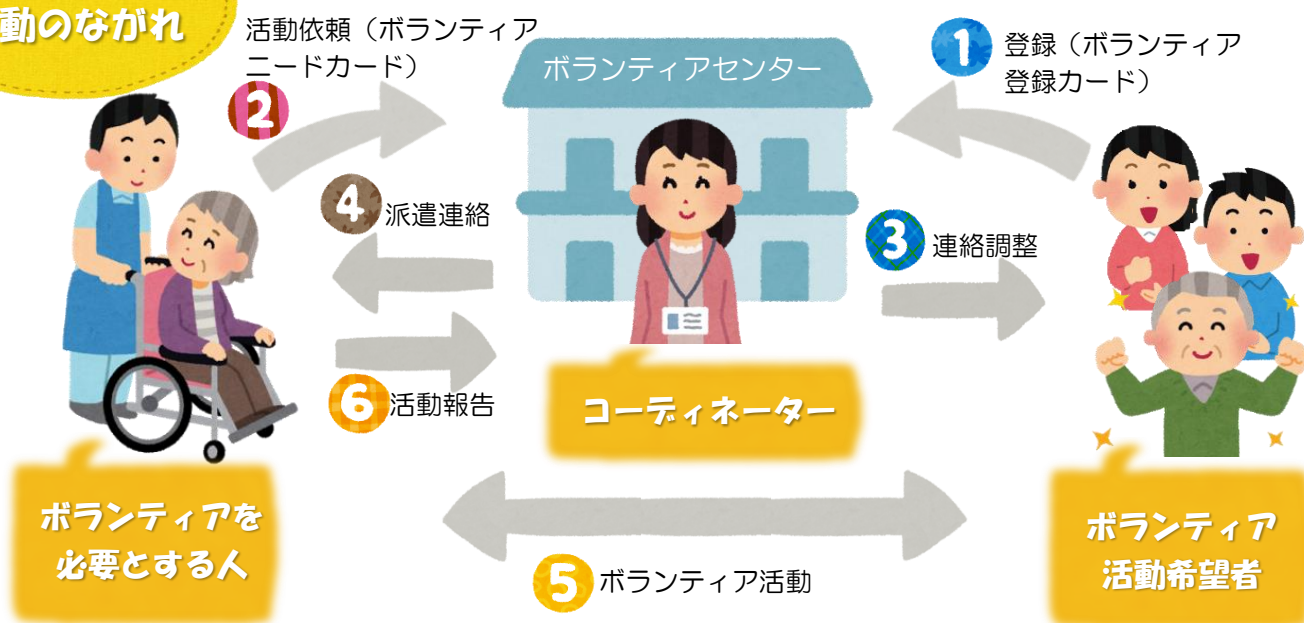 動のながれ
活動依頼（ボランティア
ニードカード）
2
ボランティアセンター
1
登録（ボランティア
登録カード）
4
派遣連絡
3
連絡調整
6
活動報告
コーディネーター
ボランティアを
必要とする人
5
ボランティア活動
ボランティア
活動希望者